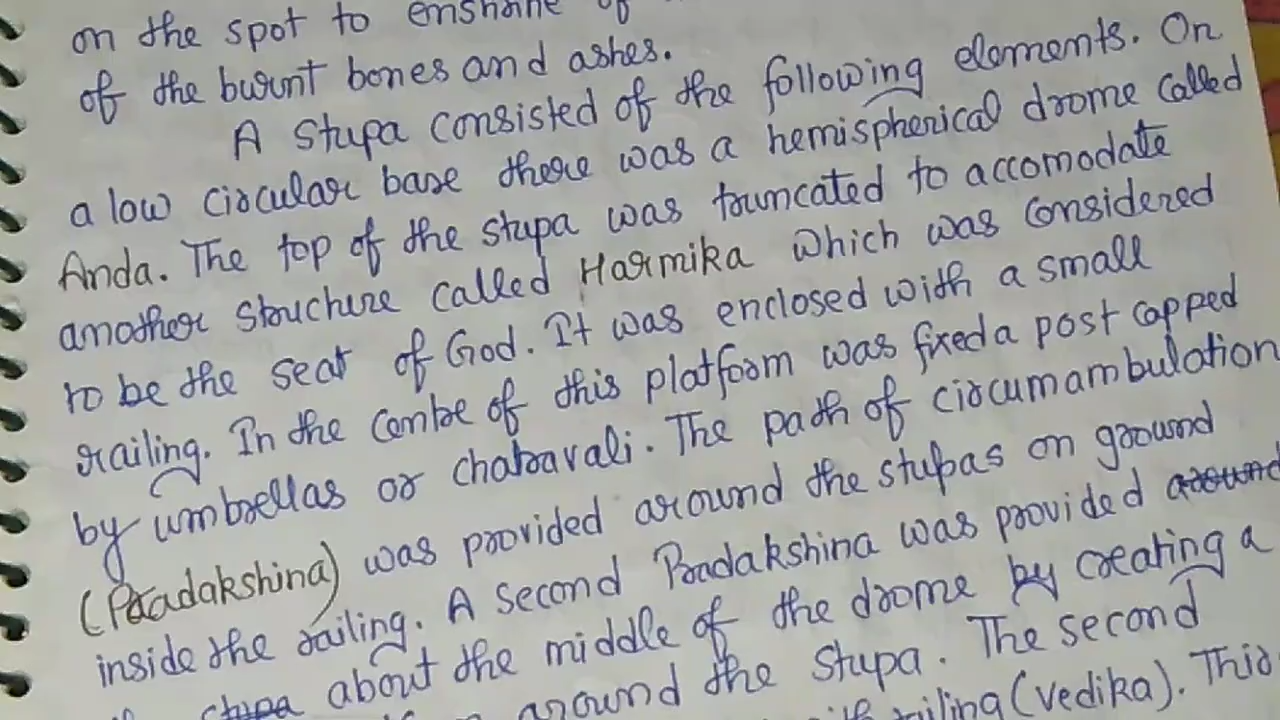 on the spot to enshrine of
of the burnt bones and ashes.
A Stupa consisted of the following elements. On
a low circular base there was a hemispherical drome called
Anda. The top of the stupa was truncated to accomodate
another structure called Harmika which was considered
to be the seat of God. It was enclosed with a small
railing. In the centre of this platform was fixed a post capped
by umbrellas or chatravali. The path of circumambulation
(Pradakshina) was provided around the stupas on ground
inside the railing. A second Pradakshina was provided around
stupa about the middle of the drome by creating a
around the stupa. The second
railing (vedika). This